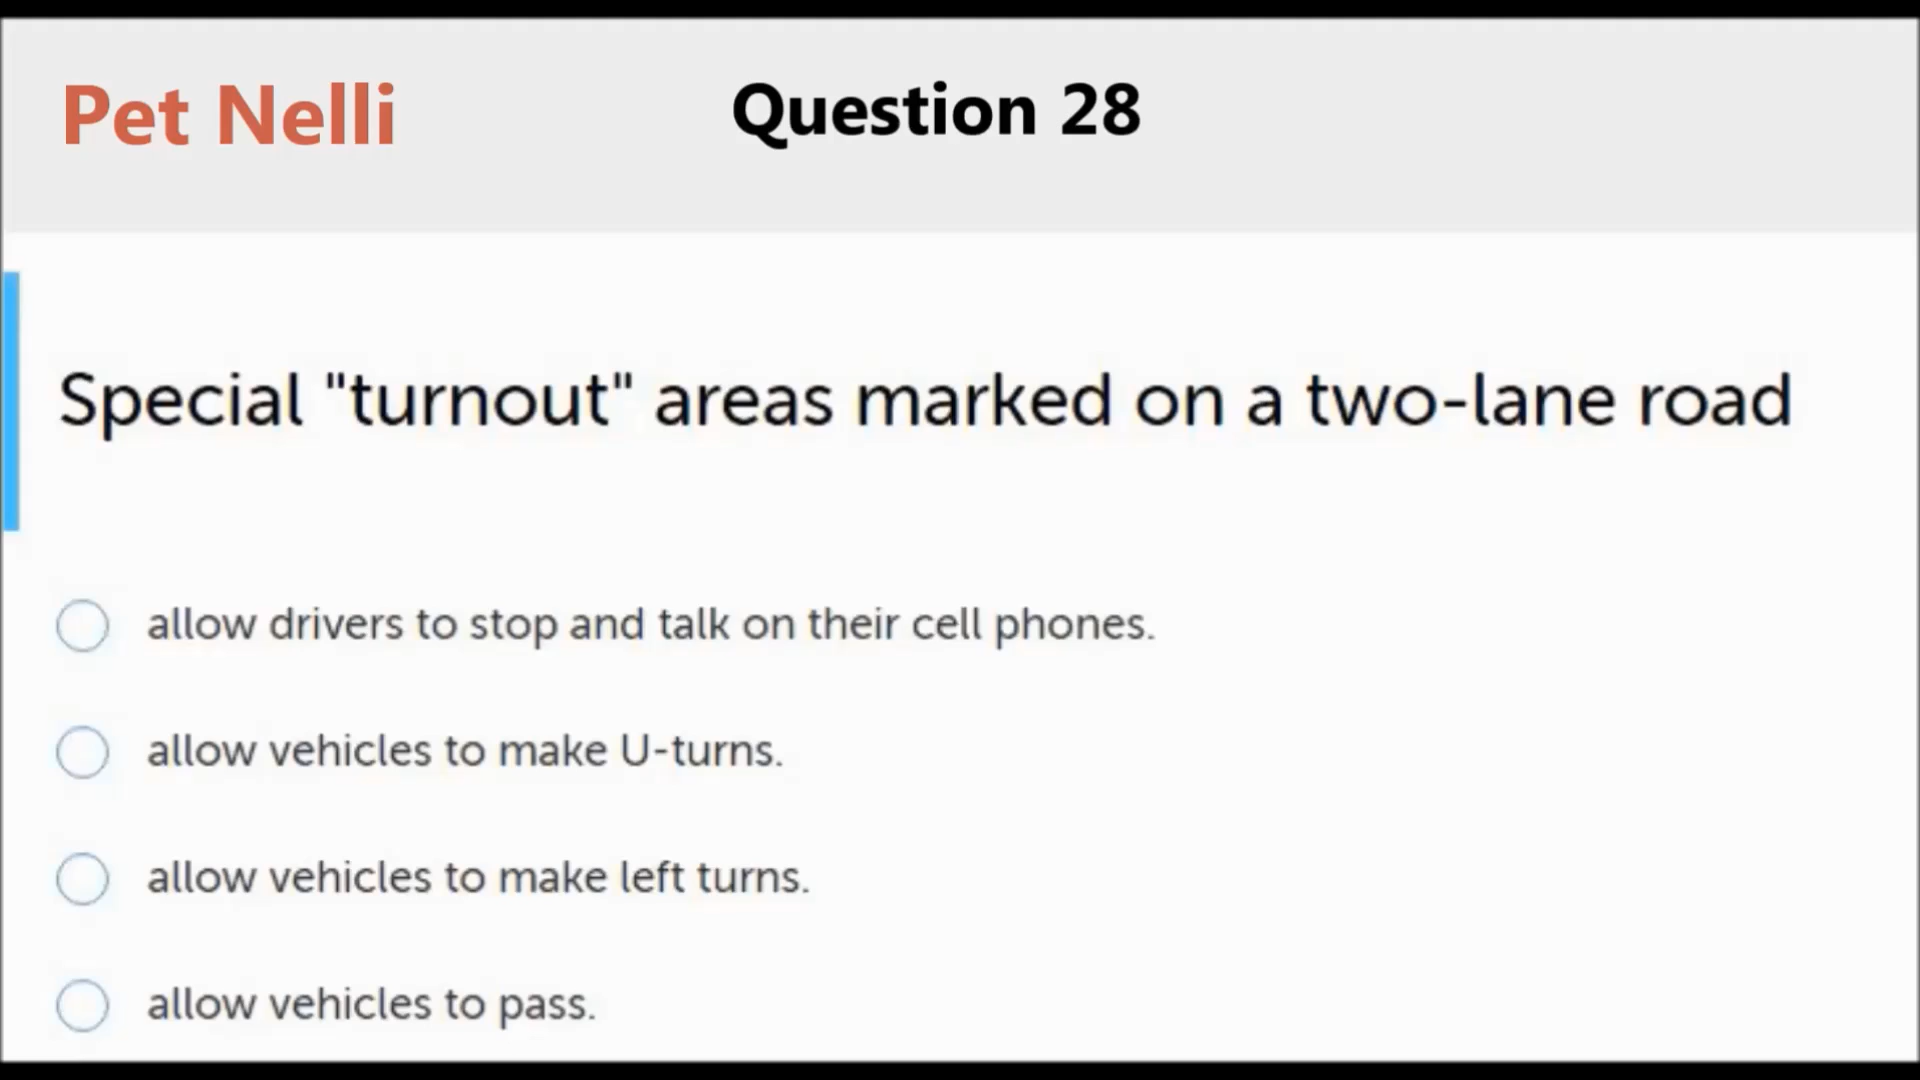 Pet Nelli
Question 28
Special "turnout" areas marked on a two-lane road
allow drivers to stop and talk on their cell phones.
allow vehicles to make U-turns.
allow vehicles to make left turns.
allow vehicles to pass.